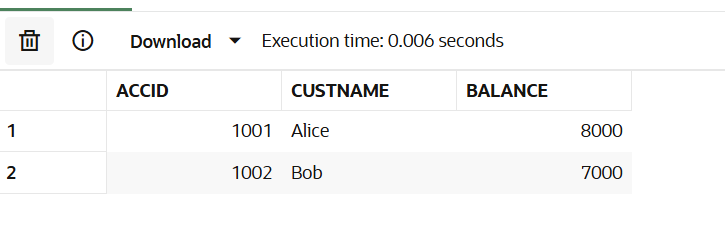 Download Execution time: 0.006 seconds
ACCID CUSTNAME BALANCE
1 1001 Alice 8000
2 1002 Bob 7000